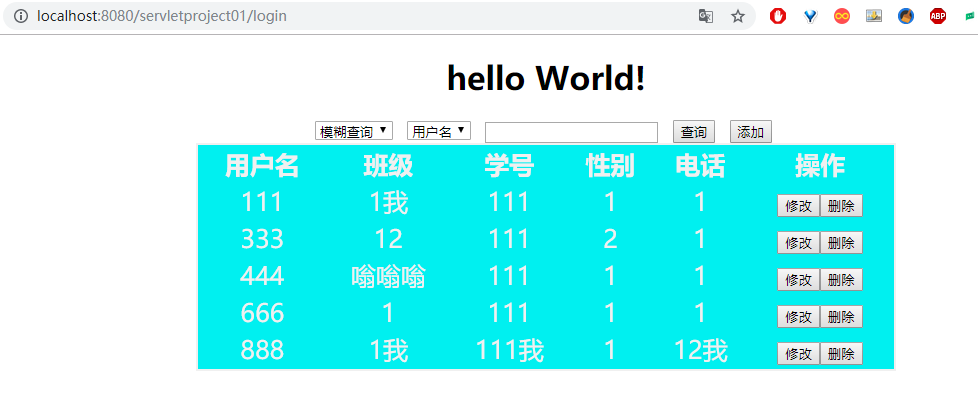 localhost:8080/servletproject01/login
ABP
hello World!
模糊查询 用户名 查询 添加
用户名 班级 学号 性别 电话 操作
111 1我 111 1 1 修改 删除
333 12 111 2 1 修改 删除
444 嗡嗡嗡 111 1 1 修改 删除
666 1 111 1 1 修改 删除
888 1我 111我 1 12我 修改 删除